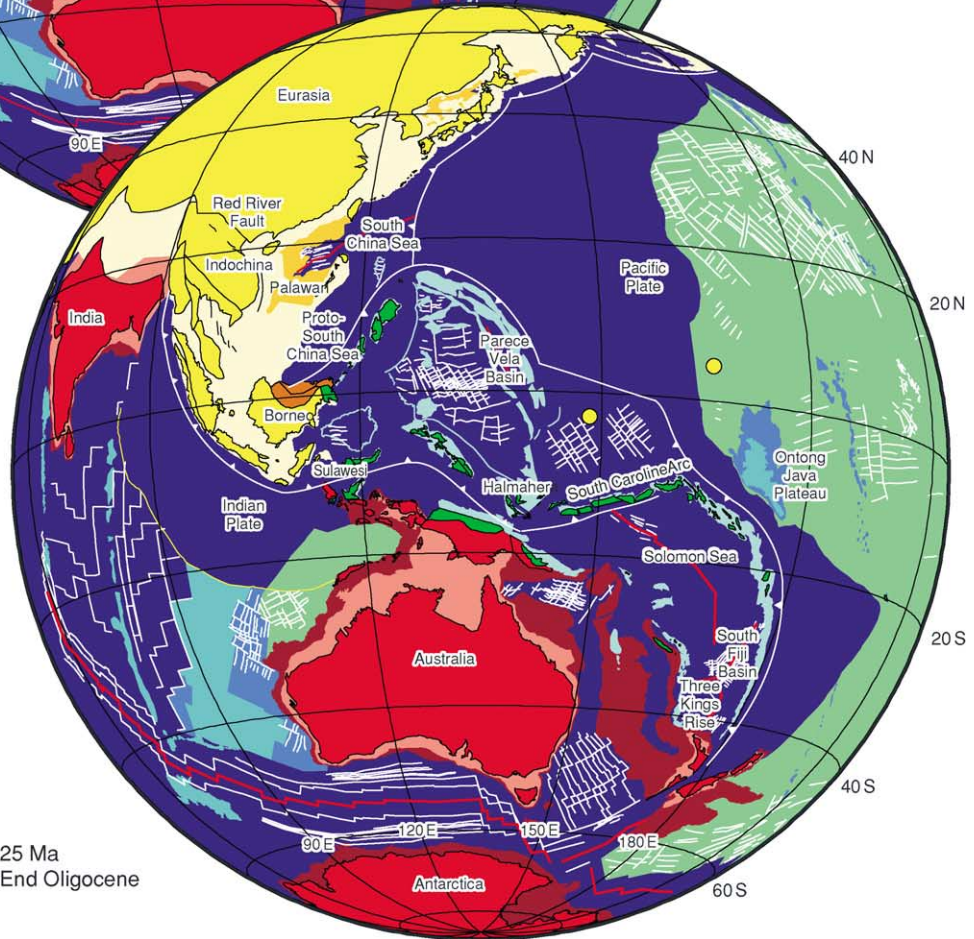 90 E
Eurasia
40 N
Red River
Fault
South
China Sea
Indochina
Pacific
Plate
Palawan
20 N
India
Proto-
South
China Sea
Parece
Vela
Basin
Borneo
Ontong
Java
Plateau
Sulawesi
Halmahera
South Caroline Arc
Indian
Plate
Solomon Sea
20 S
South
Fiji
Basin
Australia
Three
Kings
Rise
40 S
90 E
120 E
150 E
180 E
25 Ma
End Oligocene
Antarctica
60 S